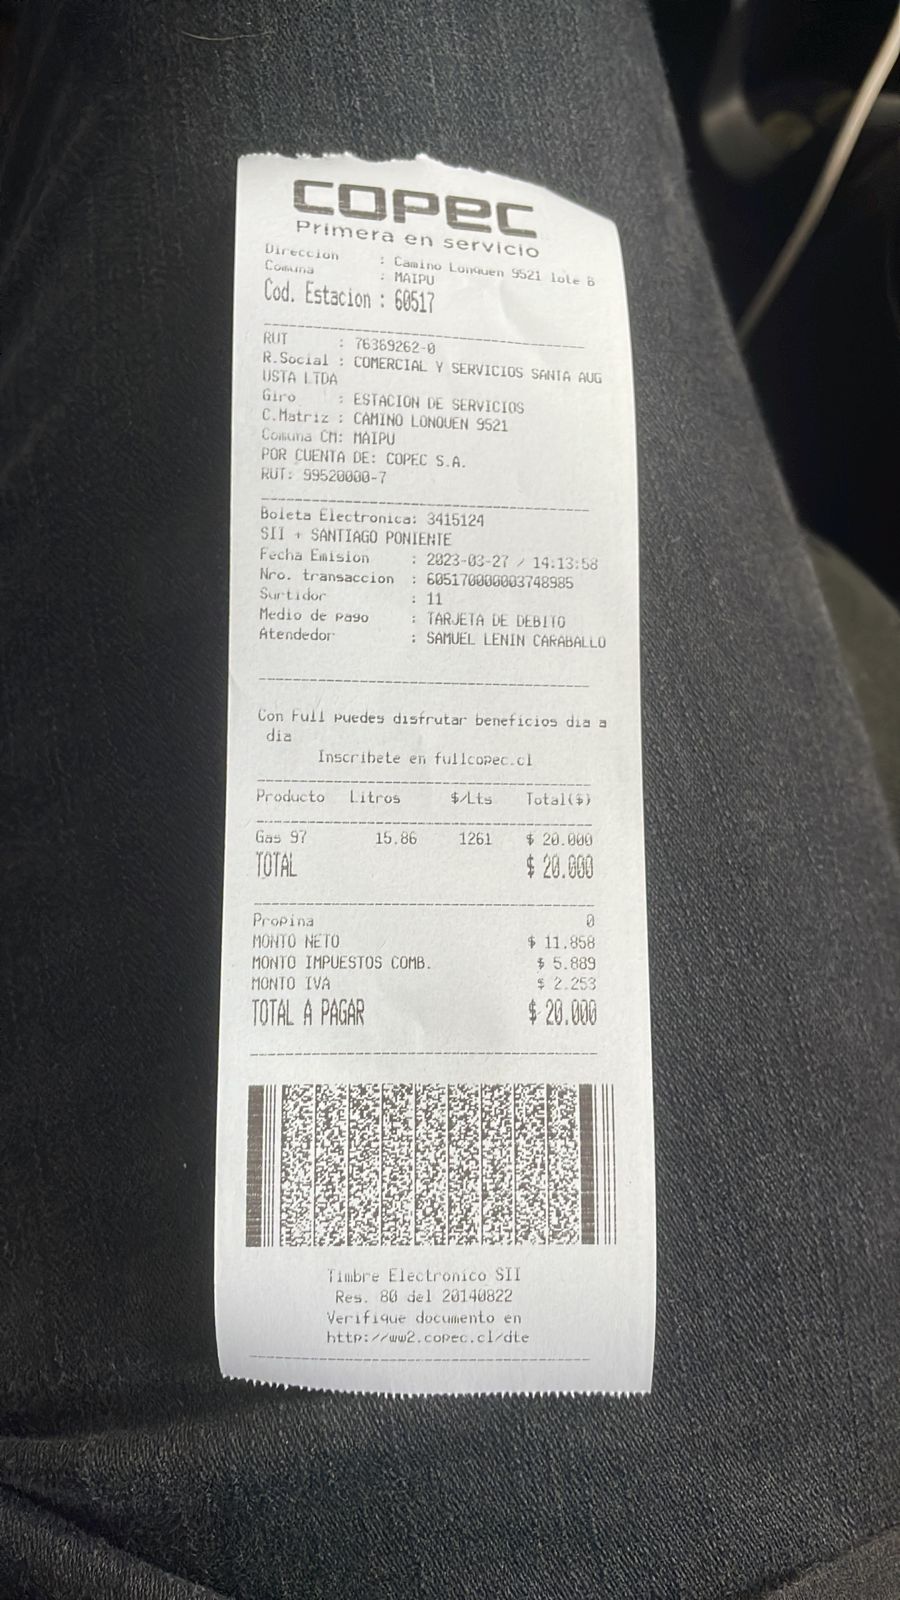 COPEC
Primera en servicio
Direccion : Camino Lonquen 9521 lote B
Comuna : MAIPU
Cod. Estacion : 60517
RUT : 76369262-0
R.Social : COMERCIAL Y SERVICIOS SANTA AUG
USTA LTDA
Giro : ESTACION DE SERVICIOS
C.Matriz : CAMINO LONQUEN 9521
Comuna CM: MAIPU
POR CUENTA DE: COPEC S.A.
RUT: 99520000-7
Boleta Electronica: 3415124
SII + SANTIAGO PONIENTE
Fecha Emision : 2023-03-27 / 14:13:58
Nro. transaccion : 605170000003748985
Surtidor : 11
Medio de pago : TARJETA DE DEBITO
Atendedor : SAMUEL LENIN CARABALLO
Con Full puedes disfrutar beneficios dia a
dia
Inscribete en fullcopec.cl
Producto Litros $/Lts Total($)
Gas 97 15,86 1261 $ 20.000
TOTAL $ 20.000
Propina 0
MONTO NETO $ 11.858
MONTO IMPUESTOS COMB. $ 5.889
MONTO IVA $ 2.253
TOTAL A PAGAR $ 20.000
Timbre Electronico SII
Res. 80 del 20140822
Verifique documento en
http://ww2.copec.cl/dte